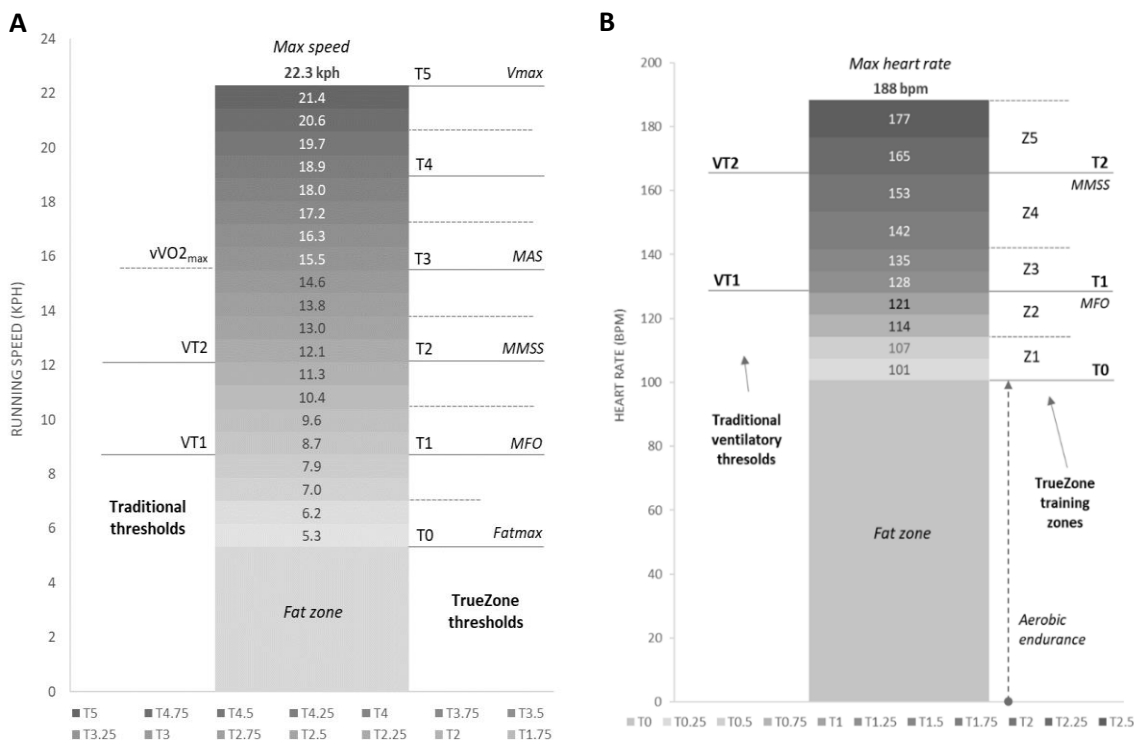 A
24
22
20
18
16
14
12
10
8
6
4
2
0
RUNNING SPEED (KPH)
Max speed
22.3 kph
21.4
20.6
19.7
18.9
18.0
17.2
16.3
15.5
14.6
13.8
13.0
12.1
11.3
10.4
9.6
8.7
7.9
7.0
6.2
5.3
Fat zone
vVO2max
VT2
VT1
Traditional
thresholds
T5 Vmax
T4
T3 MAS
T2 MMSS
T1 MFO
T0 Fatmax
TrueZone
thresholds
T5 T4.75 T4.5 T4.25 T4 T3.75 T3.5
T3.25 T3 T2.75 T2.5 T2.25 T2 T1.75
B
200
180
160
140
120
100
80
60
40
20
0
HEART RATE (BPM)
Max heart rate
188 bpm
177
165
153
142
135
128
121
114
107
101
Fat zone
VT2
VT1
Traditional
ventilatory
thresolds
Z5
T2
MMSS
Z4
Z3
T1
MFO
Z2
Z1
T0
TrueZone
training
zones
Aerobic
endurance
T0 T0.25 T0.5 T0.75 T1 T1.25 T1.5 T1.75 T2 T2.25 T2.5